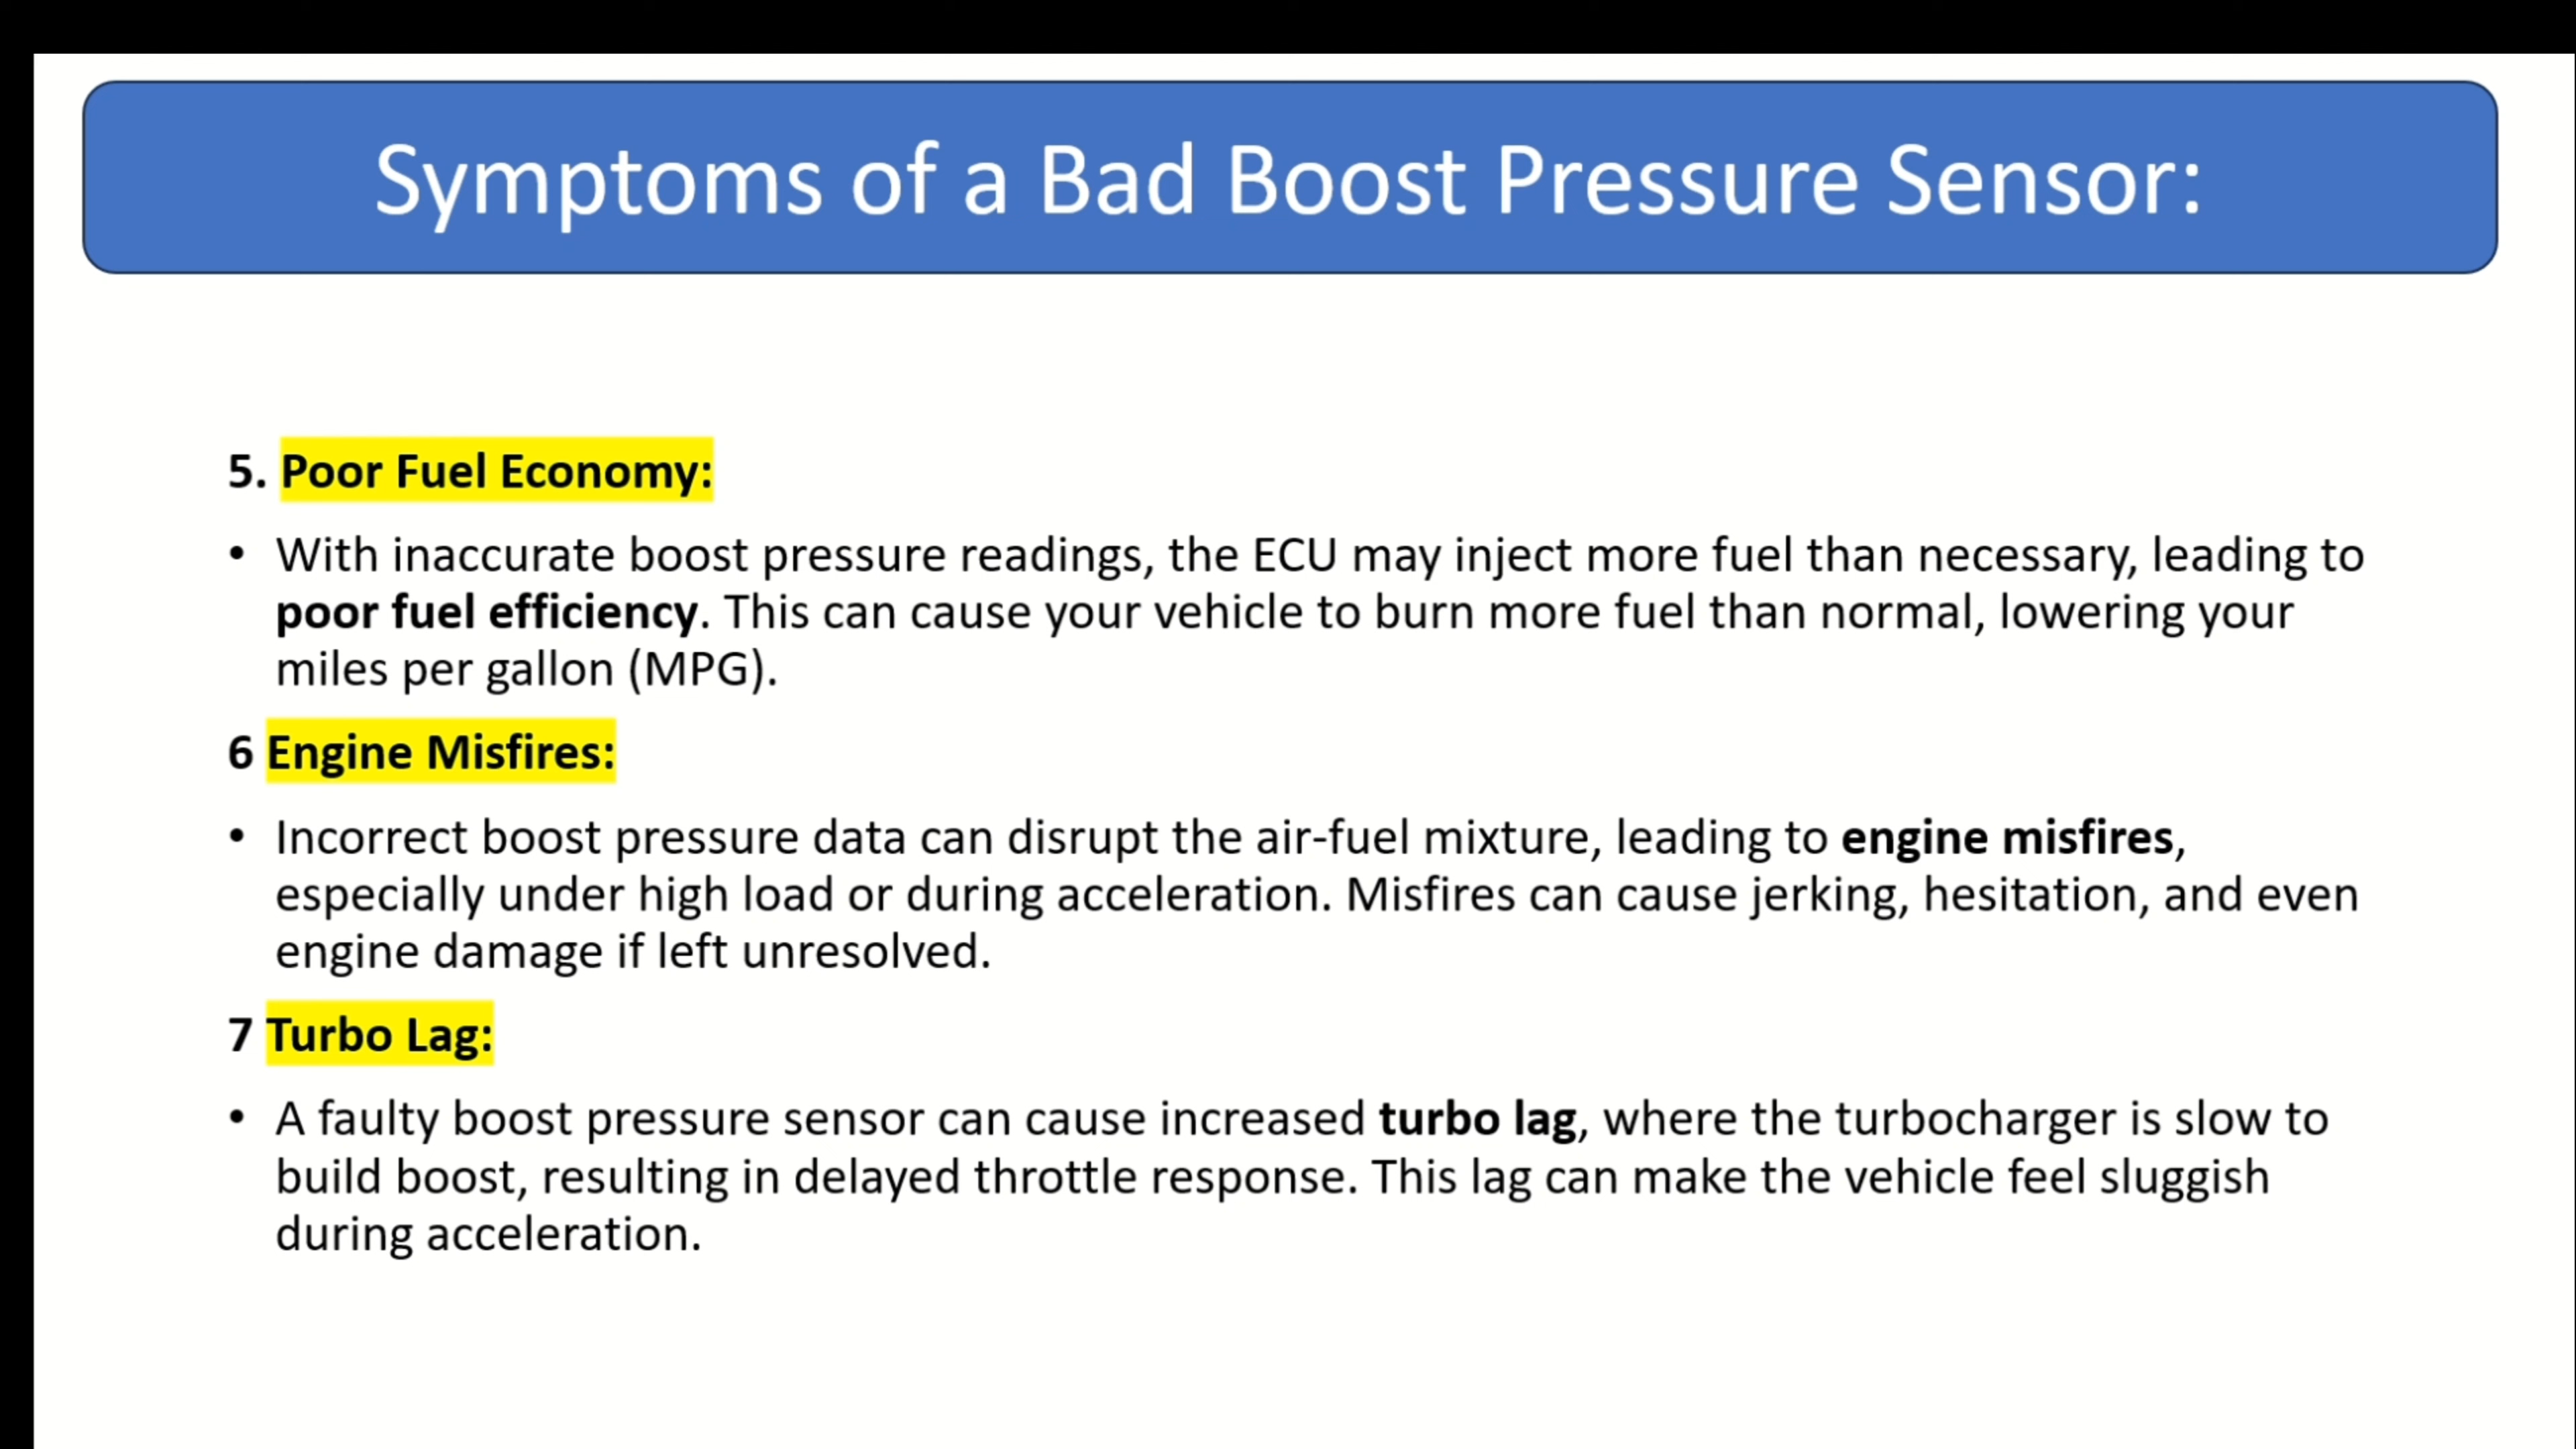 Symptoms of a Bad Boost Pressure Sensor:
5. Poor Fuel Economy:
• With inaccurate boost pressure readings, the ECU may inject more fuel than necessary, leading to
poor fuel efficiency. This can cause your vehicle to burn more fuel than normal, lowering your
miles per gallon (MPG).
6 Engine Misfires:
• Incorrect boost pressure data can disrupt the air-fuel mixture, leading to engine misfires,
especially under high load or during acceleration. Misfires can cause jerking, hesitation, and even
engine damage if left unresolved.
7 Turbo Lag:
• A faulty boost pressure sensor can cause increased turbo lag, where the turbocharger is slow to
build boost, resulting in delayed throttle response. This lag can make the vehicle feel sluggish
during acceleration.